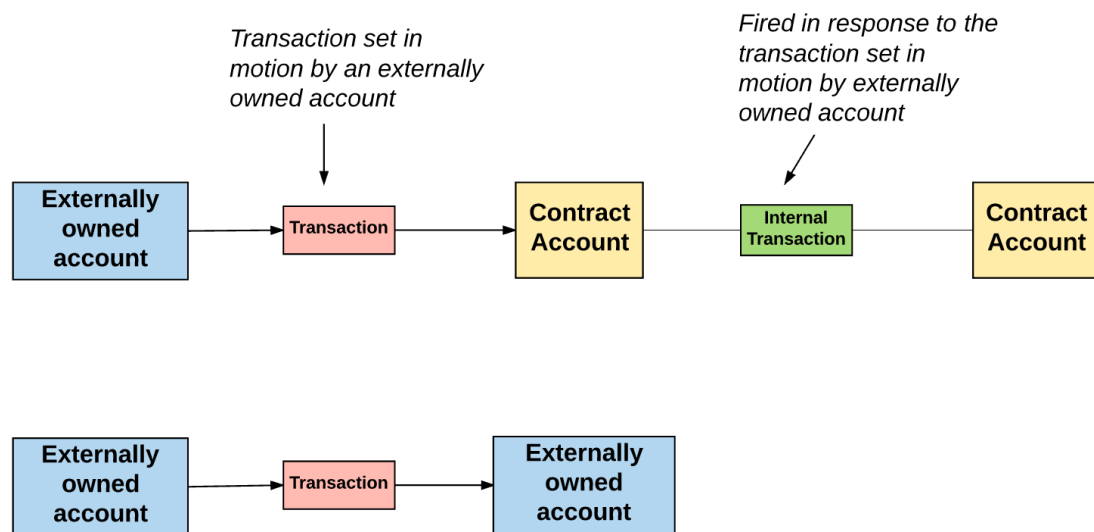 Transaction set in
motion by an externally
owned account
Fired in response to the
transaction set in
motion by externally
owned account
Externally
owned
account
Transaction
Contract
Account
Internal
Transaction
Contract
Account
Externally
owned
account
Transaction
Externally
owned
account